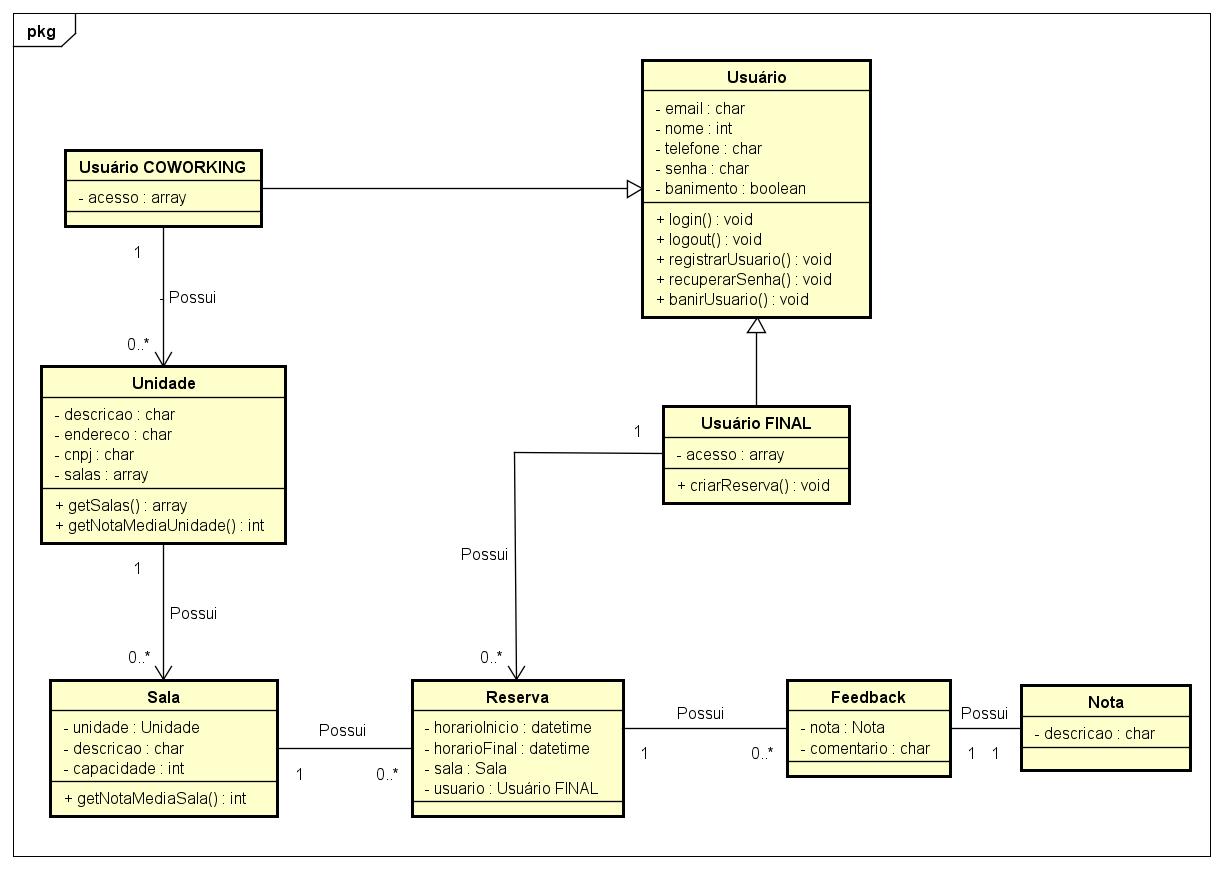 pkg
Usuário
- email : char
- nome : int
- telefone : char
- senha : char
- banimento : boolean
+ login() : void
+ logout() : void
+ registrarUsuario() : void
+ recuperarSenha() : void
+ banirUsuario() : void
Usuário COWORKING
- acesso : array
1
- Possui
0..*
Unidade
- descricao : char
- endereco : char
- cnpj : char
- salas : array
+ getSalas() : array
+ getNotaMediaUnidade() : int
Usuário FINAL
- acesso : array
+ criarReserva() : void
1
Possui
0..*
1
Possui
0..*
Sala
- unidade : Unidade
- descricao : char
- capacidade : int
+ getNotaMediaSala() : int
Possui
1
0..*
Reserva
- horarioInicio : datetime
- horarioFinal : datetime
- sala : Sala
- usuario : Usuário FINAL
Possui
1
0..*
Feedback
- nota : Nota
- comentario : char
Possui
1
1
Nota
- descricao : char